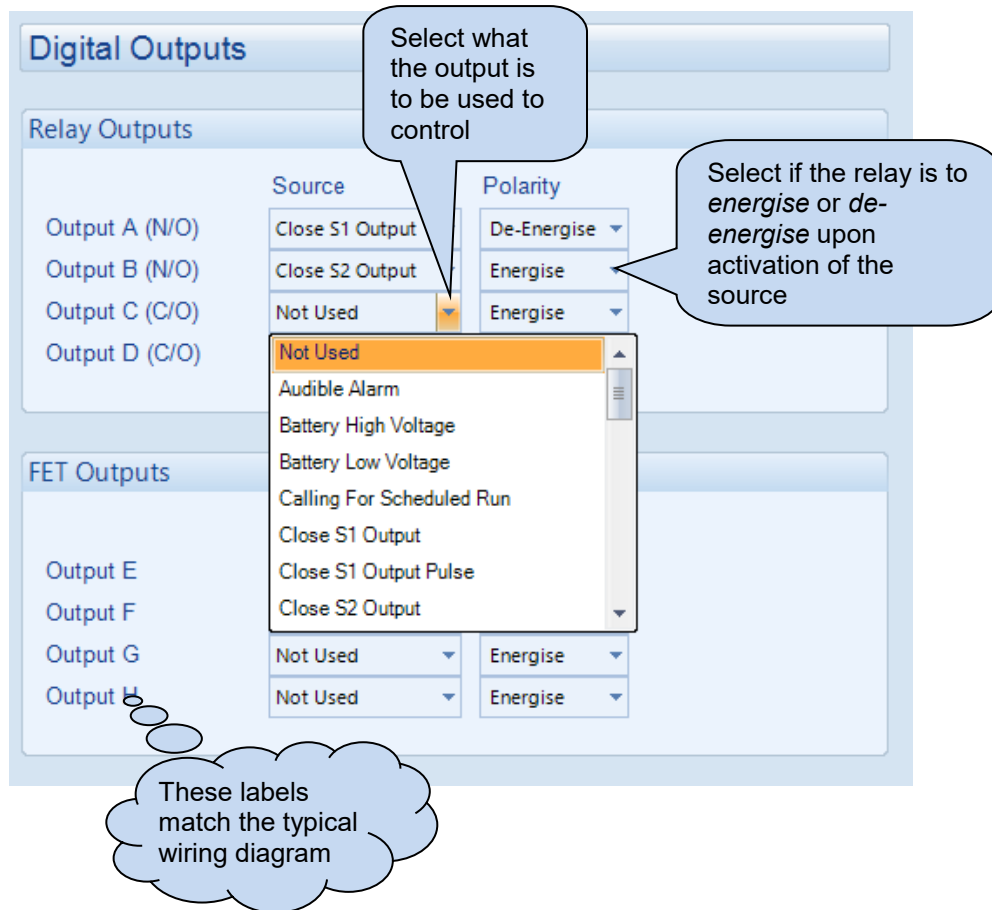 Digital Outputs
Select what
the output is
to be used to
control
Relay Outputs
Select if the relay is to
energise or de-
energise upon
activation of the
source
Source Polarity
Output A (N/O) Close S1 Output De-Energise
Output B (N/O) Close S2 Output Energise
Output C (C/O) Not Used Energise
Output D (C/O)
Not Used
Audible Alarm
Battery High Voltage
Battery Low Voltage
Calling For Scheduled Run
Close S1 Output
Close S1 Output Pulse
Close S2 Output
FET Outputs
Output E
Output F
Output G Not Used Energise
Output H Not Used Energise
These labels
match the typical
wiring diagram